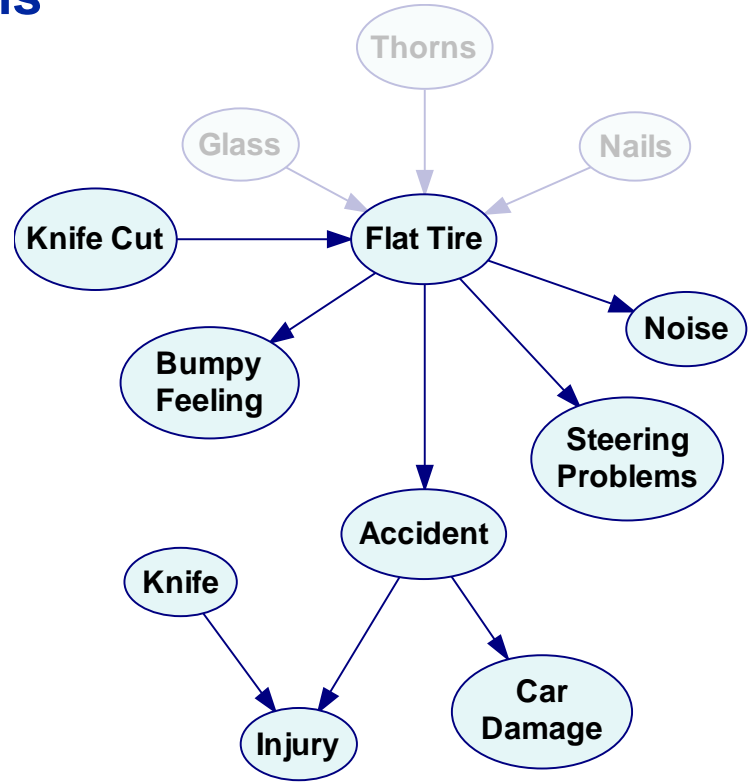 Thorns
Glass
Nails
Knife Cut
Flat Tire
Noise
Bumpy
Feeling
Steering
Problems
Accident
Knife
Car
Damage
Injury